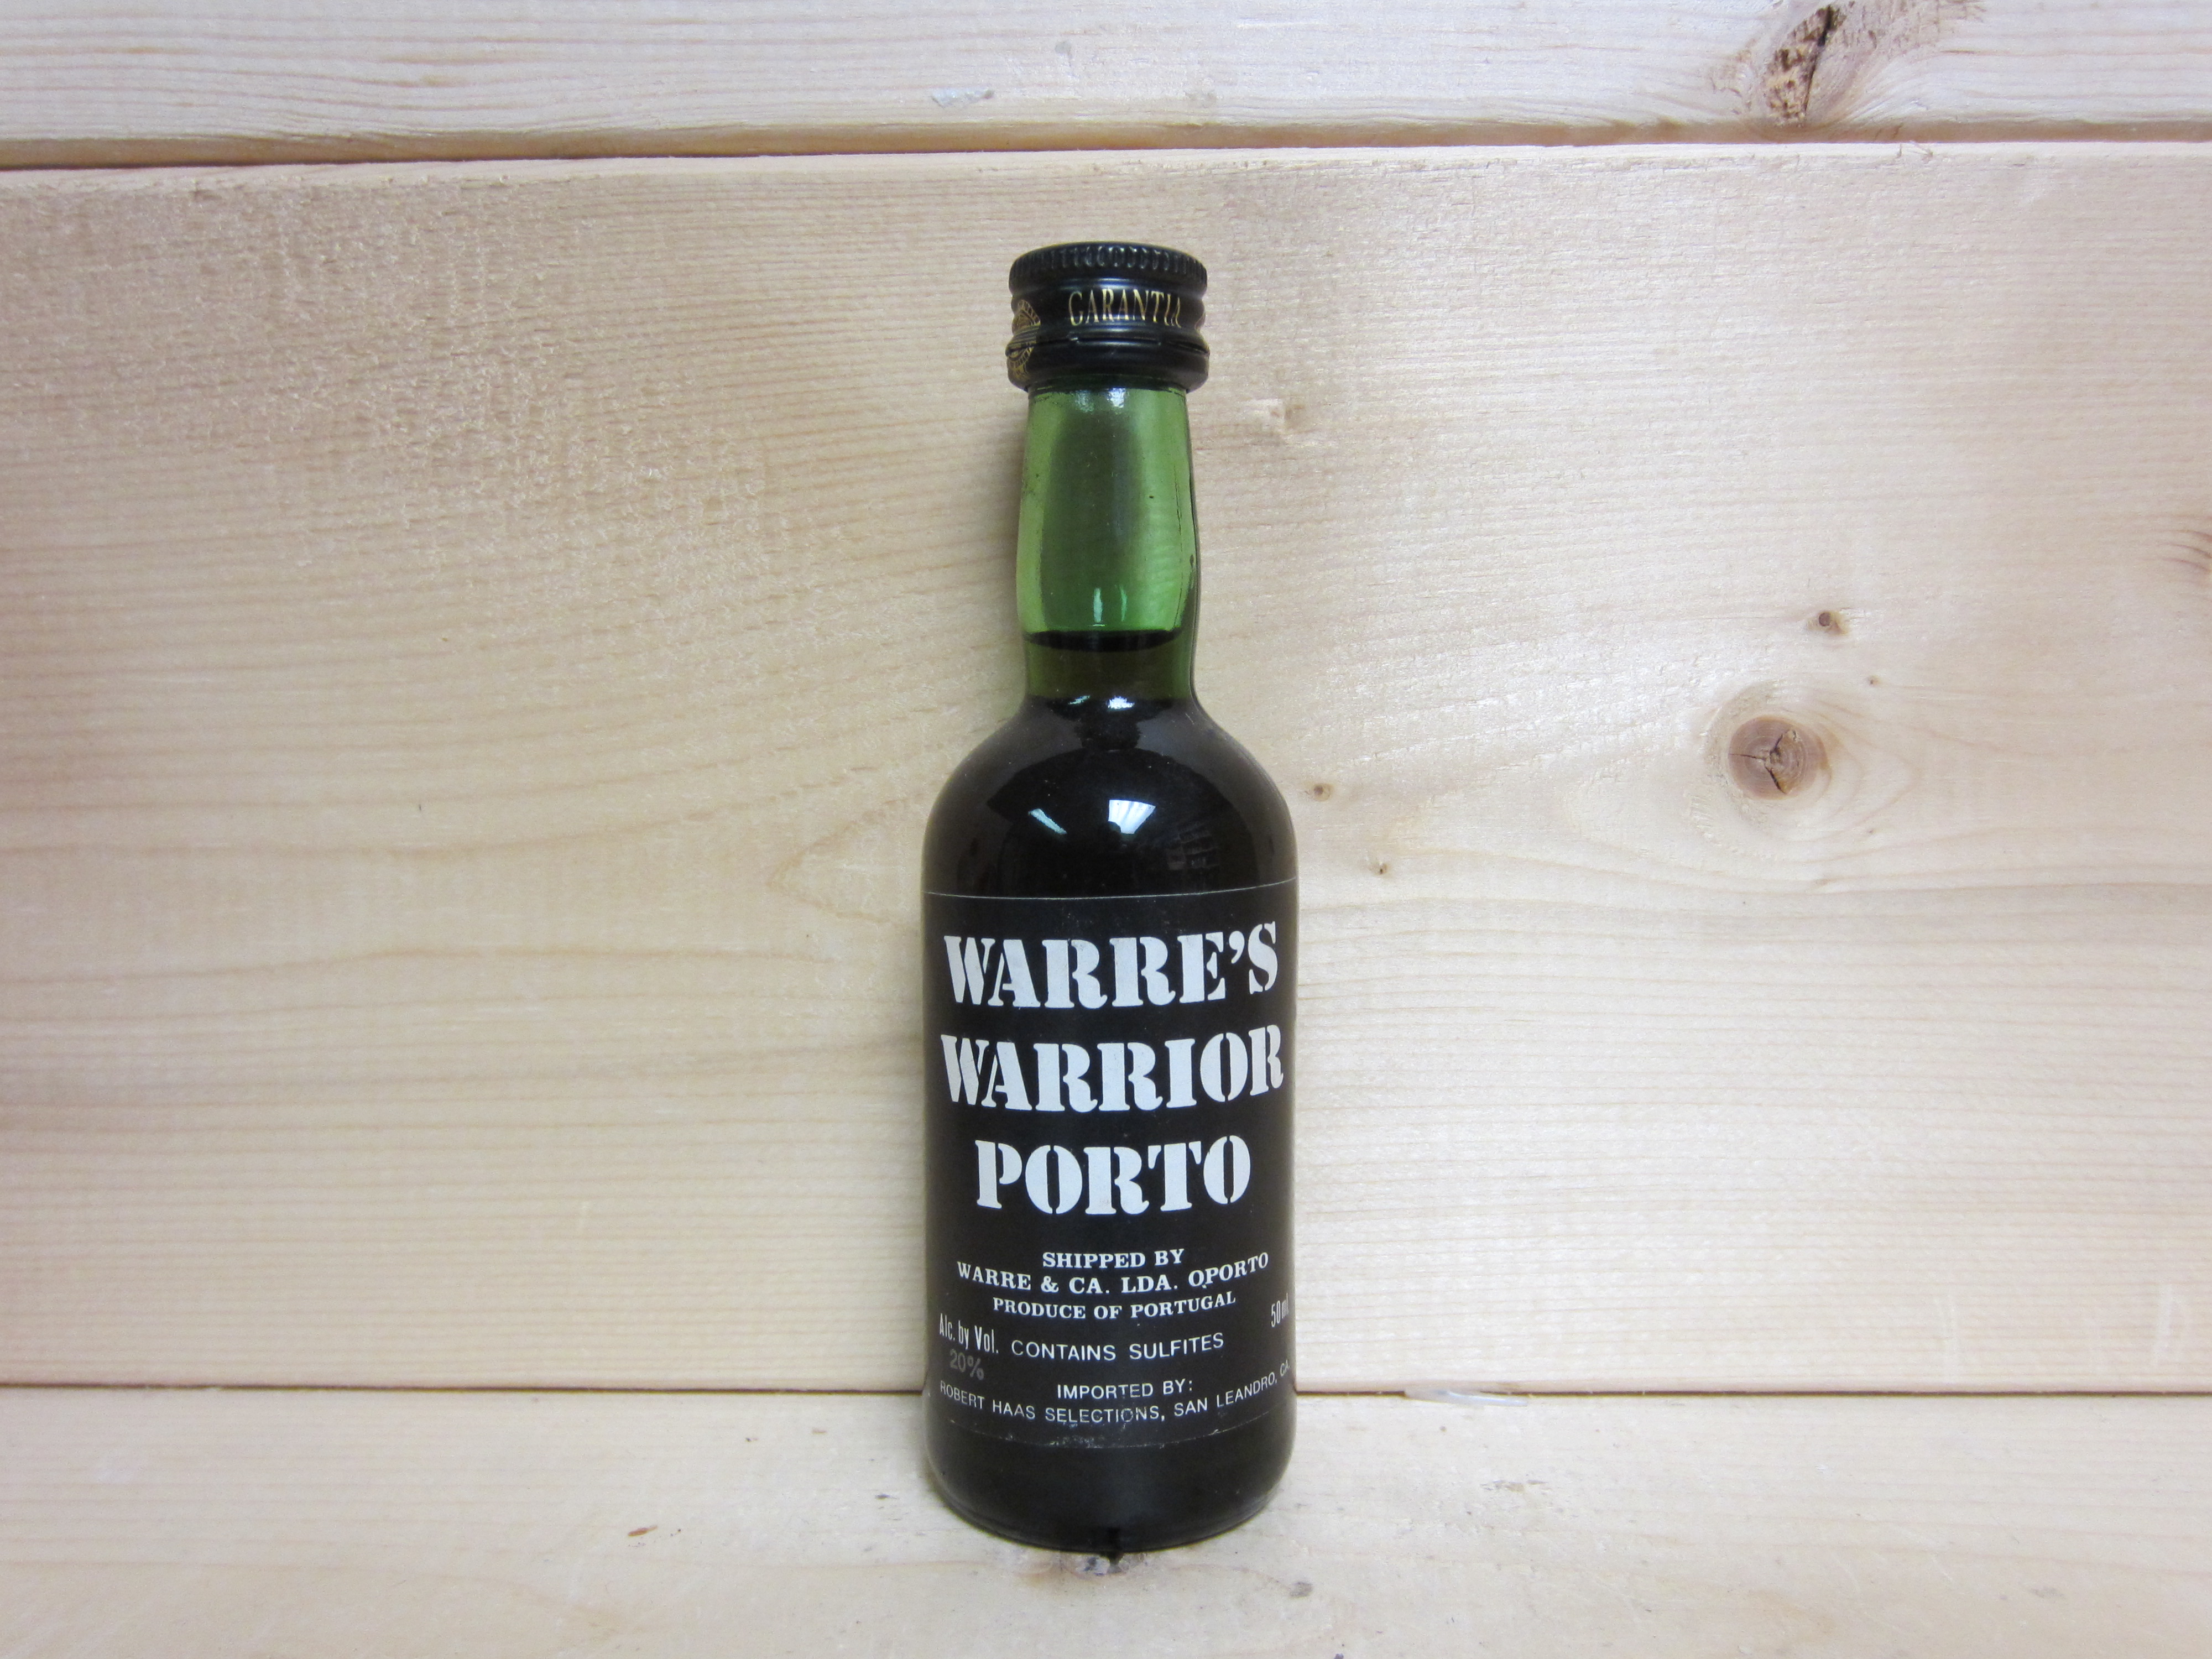 GARANTIA
WARRE'S
WARRIOR
PORTO
SHIPPED BY
WARRE & CA. LDA. OPORTO
PRODUCE OF PORTUGAL
50ml
Alc. by Vol.
20%
CONTAINS SULFITES
IMPORTED BY:
ROBERT HAAS SELECTIONS, SAN LEANDRO, CA.